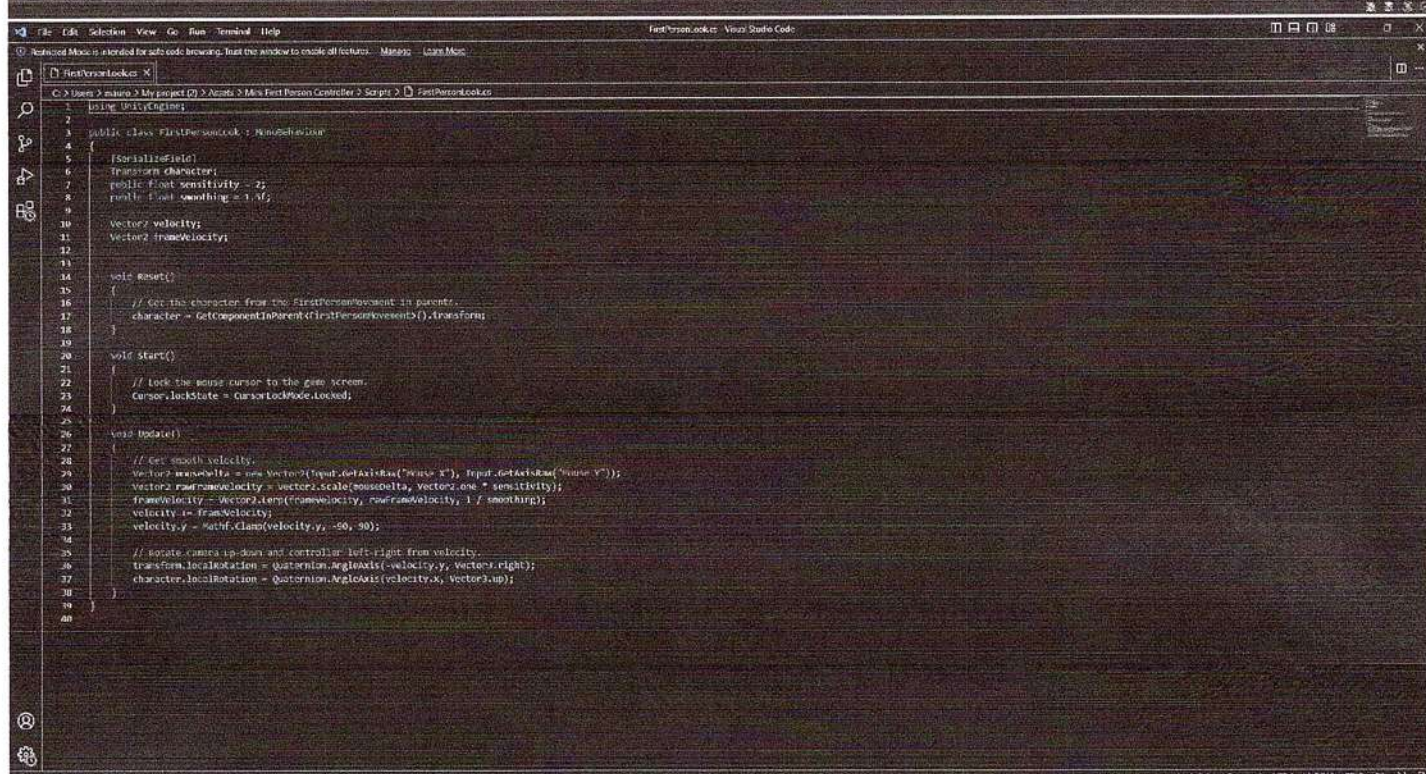 File Edit Selection View Go Run Terminal Help
FirstPersonLook.cs - Visual Studio Code
Restricted Mode is intended for safe code browsing. Trust this window to enable all features. Manage Learn More
FirstPersonLook.cs X
C: > Users > mauro > My project (2) > Assets > Mini First Person Controller > Scripts > FirstPersonLook.cs
1 using UnityEngine;
2
3 public class FirstPersonLook : MonoBehaviour
4 {
5 [SerializeField]
6 Transform character;
7 public float sensitivity = 2;
8 public float smoothing = 1.5f;
9
10 Vector2 velocity;
11 Vector2 frameVelocity;
12
13
14 void Reset()
15 {
16 // Get the character from the FirstPersonMovement in parents.
17 character = GetComponentInParent<FirstPersonMovement>().transform;
18 }
19
20 void Start()
21 {
22 // Lock the mouse cursor to the game screen.
23 Cursor.lockState = CursorLockMode.Locked;
24 }
25
26 void Update()
27 {
28 // Get smooth velocity.
29 Vector2 mouseDelta = new Vector2(Input.GetAxisRaw("Mouse X"), Input.GetAxisRaw("Mouse Y"));
30 Vector2 rawFrameVelocity = Vector2.Scale(mouseDelta, Vector2.one * sensitivity);
31 frameVelocity = Vector2.Lerp(frameVelocity, rawFrameVelocity, 1 / smoothing);
32 velocity += frameVelocity;
33 velocity.y = Mathf.Clamp(velocity.y, -90, 90);
34
35 // Rotate camera up-down and controller left-right from velocity.
36 transform.localRotation = Quaternion.AngleAxis(-velocity.y, Vector3.right);
37 character.localRotation = Quaternion.AngleAxis(velocity.x, Vector3.up);
38 }
39 }
40